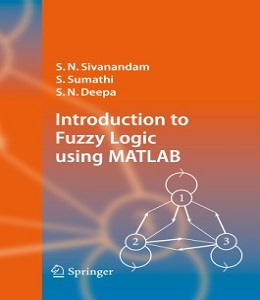 S. N. Sivanandam
S. Sumathi
S. N. Deepa
Introduction to
Fuzzy Logic
using MATLAB
1
2
3
Springer